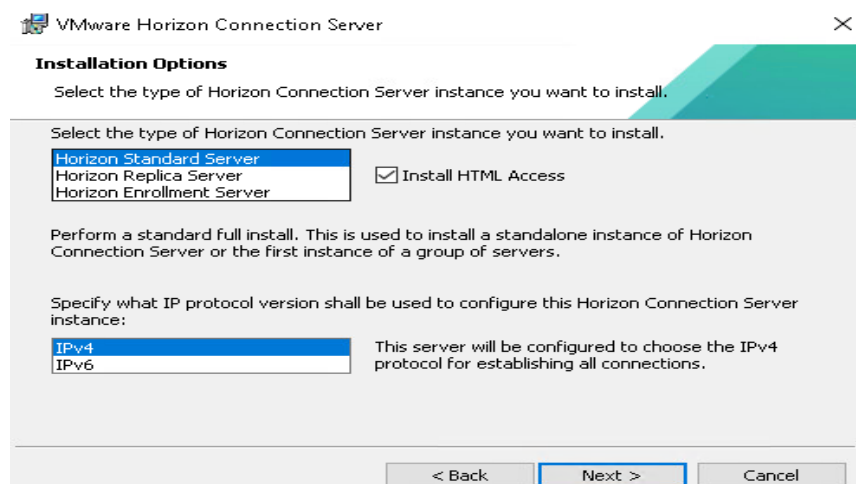 VMware Horizon Connection Server
Installation Options
Select the type of Horizon Connection Server instance you want to install.
Select the type of Horizon Connection Server instance you want to install.
Horizon Standard Server
Horizon Replica Server
Horizon Enrollment Server
Install HTML Access
Perform a standard full install. This is used to install a standalone instance of Horizon
Connection Server or the first instance of a group of servers.
Specify what IP protocol version shall be used to configure this Horizon Connection Server
instance:
IPv4
IPv6
This server will be configured to choose the IPv4
protocol for establishing all connections.
< Back
Next >
Cancel